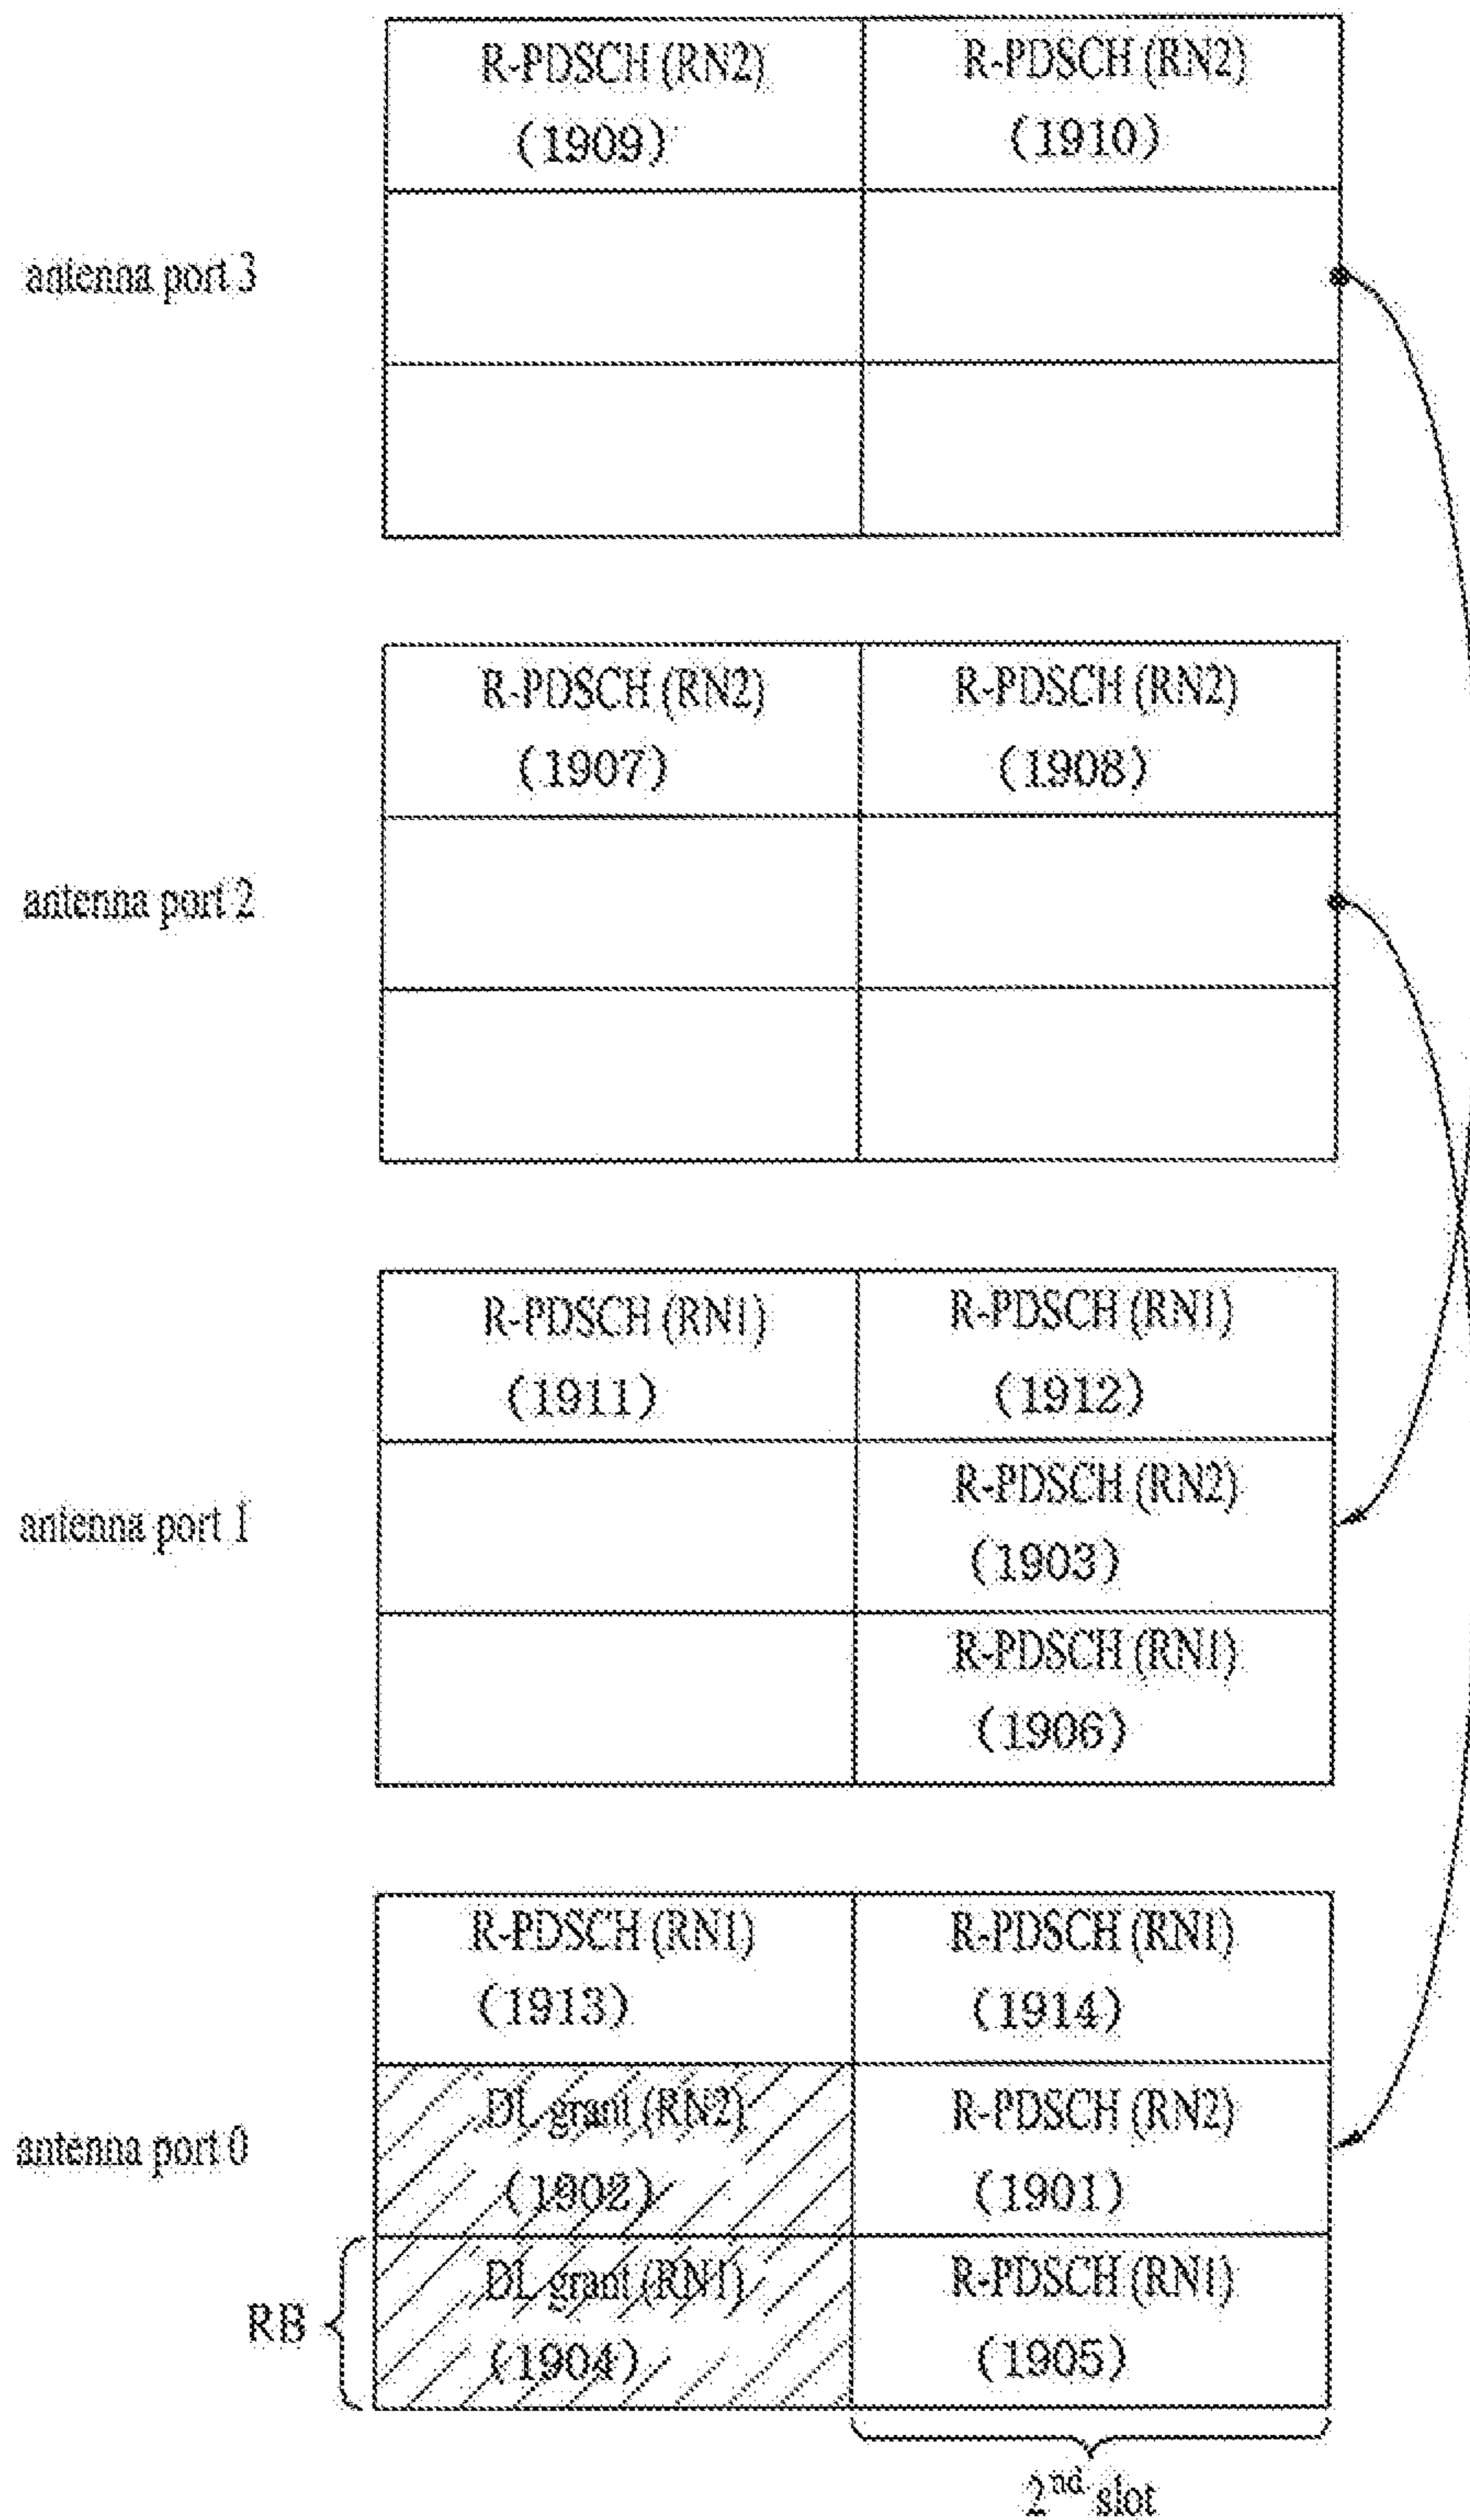 R-PDSCH (RN2) R-PDSCH (RN2)
(1909) (1910)
antenna port 3
R-PDSCH (RN2) R-PDSCH (RN2)
(1907) (1908)
antenna port 2
R-PDSCH (RN1) R-PDSCH (RN1)
(1911) (1912)
R-PDSCH (RN2)
antenna port 1
(1903)
R-PDSCH (RN1)
(1906)
R-PDSCH (RN1) R-PDSCH (RN1)
(1913) (1914)
DL grant (RN2) R-PDSCH (RN2)
antenna port 0
(1902) (1901)
DL grant (RN1) R-PDSCH (RN1)
RB
(1904) (1905)
2nd slot